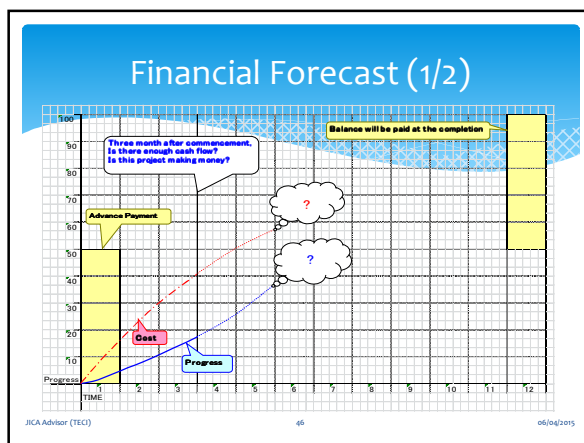 Financial Forecast (1/2)
100
90
80
70
60
50
40
30
20
10
Progress
Three month after commencement,
Is there enough cash flow?
Is this project making money?
Balance will be paid at the completion
Advance Payment
?
?
Cost
Progress
1 2 3 4 5 6 7 8 9 10 11 12
TIME
JICA Advisor (TECI) 46 06/04/2015